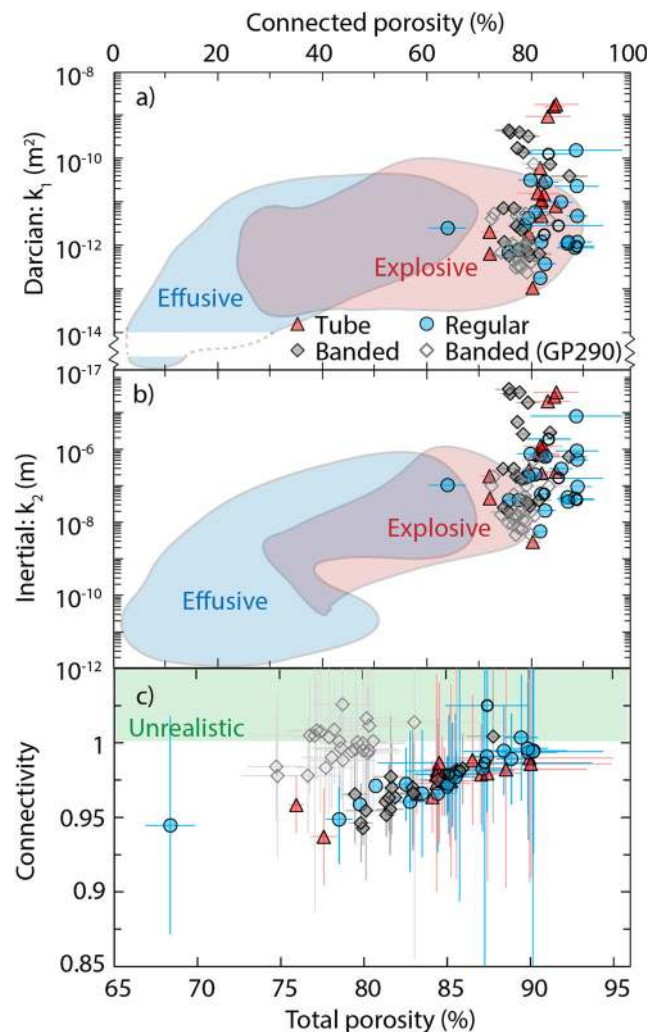 Connected porosity (%)
0 20 40 60 80 100
a)
Darcian: k₁ (m²)
10⁻⁸
10⁻¹⁰
10⁻¹²
10⁻¹⁴
Effusive
Explosive
Tube Regular
Banded Banded (GP290)
10⁻¹⁷
b)
Inertial: k₂ (m)
10⁻⁶
10⁻⁸
10⁻¹⁰
10⁻¹²
Explosive
Effusive
c)
Unrealistic
Connectivity
1
0.95
0.9
0.85
65 70 75 80 85 90 95
Total porosity (%)